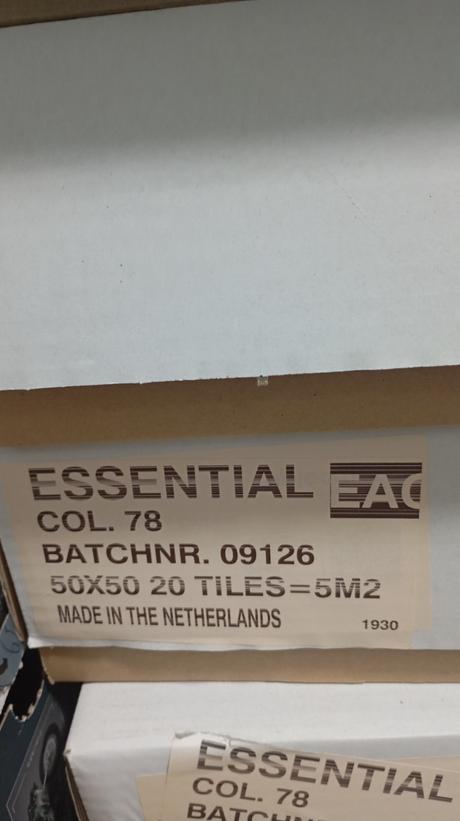 ESSENTIAL EAC
COL. 78
BATCHNR. 09126
50X50 20 TILES=5M2
MADE IN THE NETHERLANDS 1930
ESSENTIAL
COL. 78